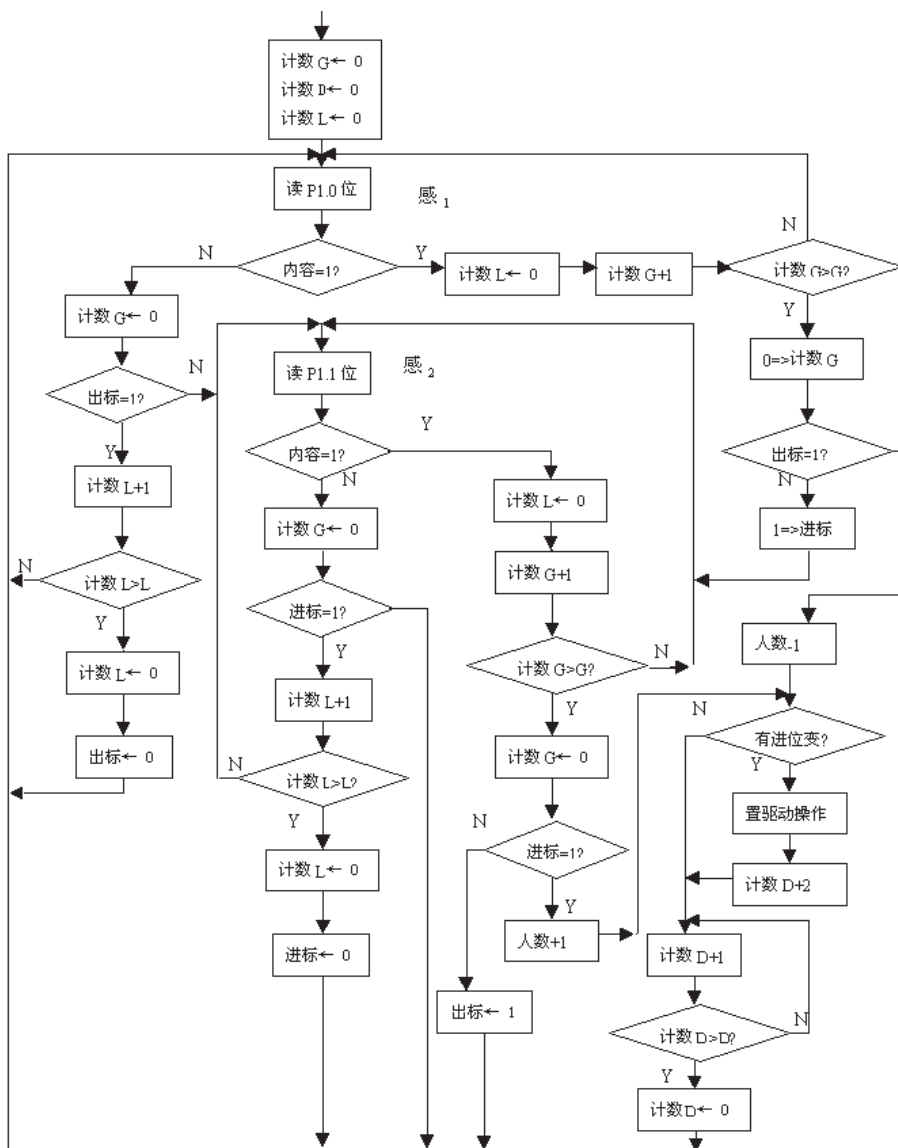 计数 G← 0
计数 D← 0
计数 L← 0
读 P1.0 位
感 1
N
内容=1?
Y
计数 L← 0
计数 G+1
N
计数 G>G?
Y
计数 G← 0
N
出标=1?
Y
计数 L+1
N
计数 L>L
Y
计数 L← 0
出标← 0
读 P1.1 位
感 2
内容=1?
Y
N
计数 G← 0
进标=1?
Y
计数 L+1
N
计数 L>L?
Y
计数 L← 0
进标← 0
计数 L← 0
计数 G+1
计数 G>G?
N
Y
计数 G← 0
N
进标=1?
Y
人数+1
出标← 1
0=>计数 G
出标=1?
N
1=>进标
人数-1
N
有进位变?
Y
置驱动操作
计数 D+2
计数 D+1
计数 D>D?
N
Y
计数D← 0